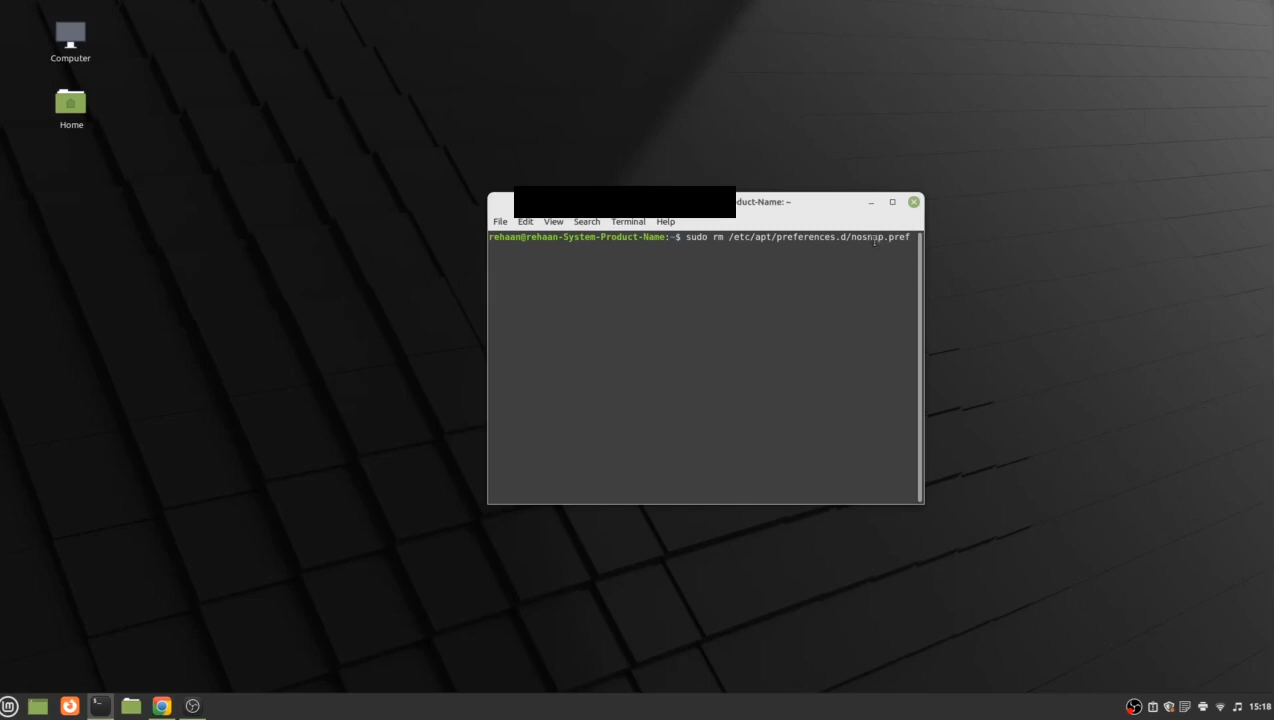 Computer
Home
duct-Name: ~
File Edit View Search Terminal Help
rehaan@rehaan-System-Product-Name:~$ sudo rm /etc/apt/preferences.d/nosnap.pref
15:18